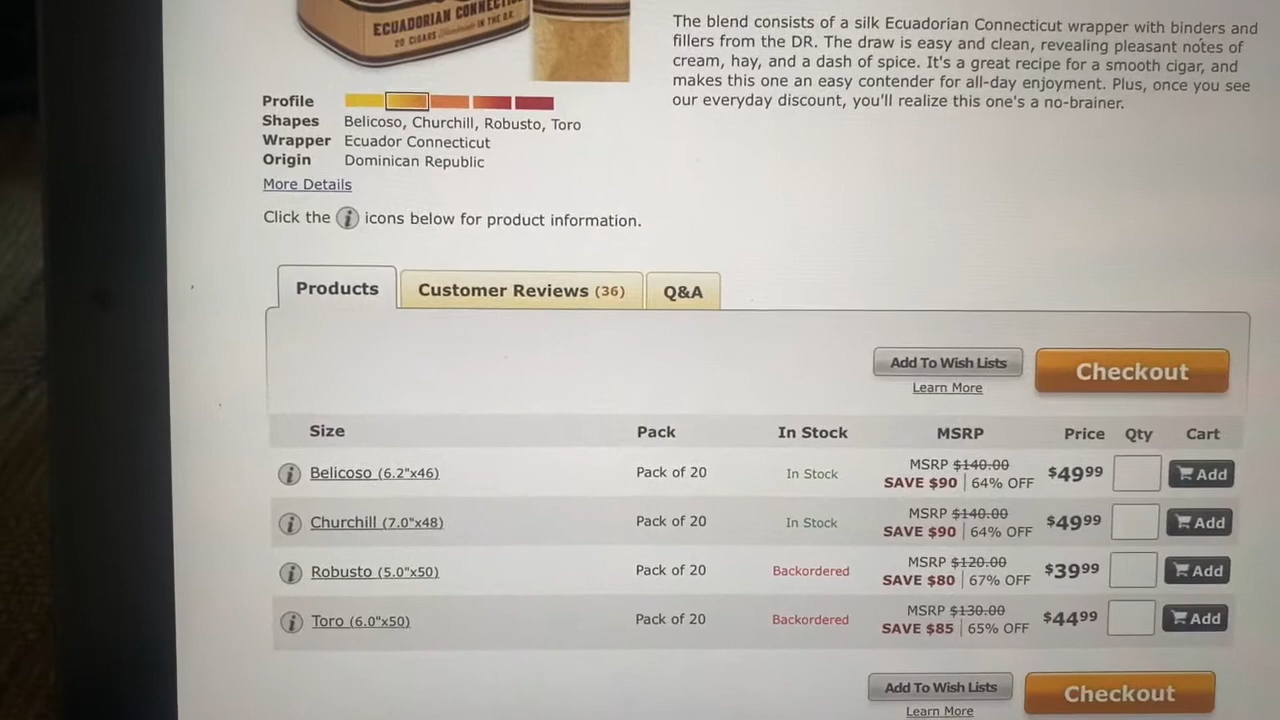 ECUADORIAN CONNECTICUT
20 CIGARS Handmade IN THE D.R.
The blend consists of a silk Ecuadorian Connecticut wrapper with binders and
fillers from the DR. The draw is easy and clean, revealing pleasant notes of
cream, hay, and a dash of spice. It's a great recipe for a smooth cigar, and
makes this one an easy contender for all-day enjoyment. Plus, once you see
our everyday discount, you'll realize this one's a no-brainer.
Profile
Shapes Belicoso, Churchill, Robusto, Toro
Wrapper Ecuador Connecticut
Origin Dominican Republic
More Details
Click the i icons below for product information.
Products Customer Reviews (36) Q&A
Add To Wish Lists Checkout
Learn More
Size Pack In Stock MSRP Price Qty Cart
i Belicoso (6.2"x46) Pack of 20 In Stock MSRP $140.00 SAVE $90 | 64% OFF $49.99 Add
i Churchill (7.0"x48) Pack of 20 In Stock MSRP $140.00 SAVE $90 | 64% OFF $49.99 Add
i Robusto (5.0"x50) Pack of 20 Backordered MSRP $120.00 SAVE $80 | 67% OFF $39.99 Add
i Toro (6.0"x50) Pack of 20 Backordered MSRP $130.00 SAVE $85 | 65% OFF $44.99 Add
Add To Wish Lists Checkout
Learn More